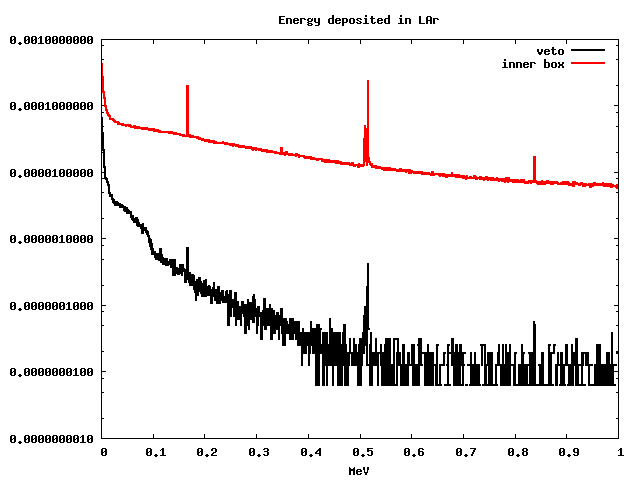 Energy deposited in LAr
0.0010000000
0.0001000000
0.0000100000
0.0000010000
0.0000001000
0.0000000100
0.0000000010
veto
inner box
0 0.1 0.2 0.3 0.4 0.5 0.6 0.7 0.8 0.9 1
MeV